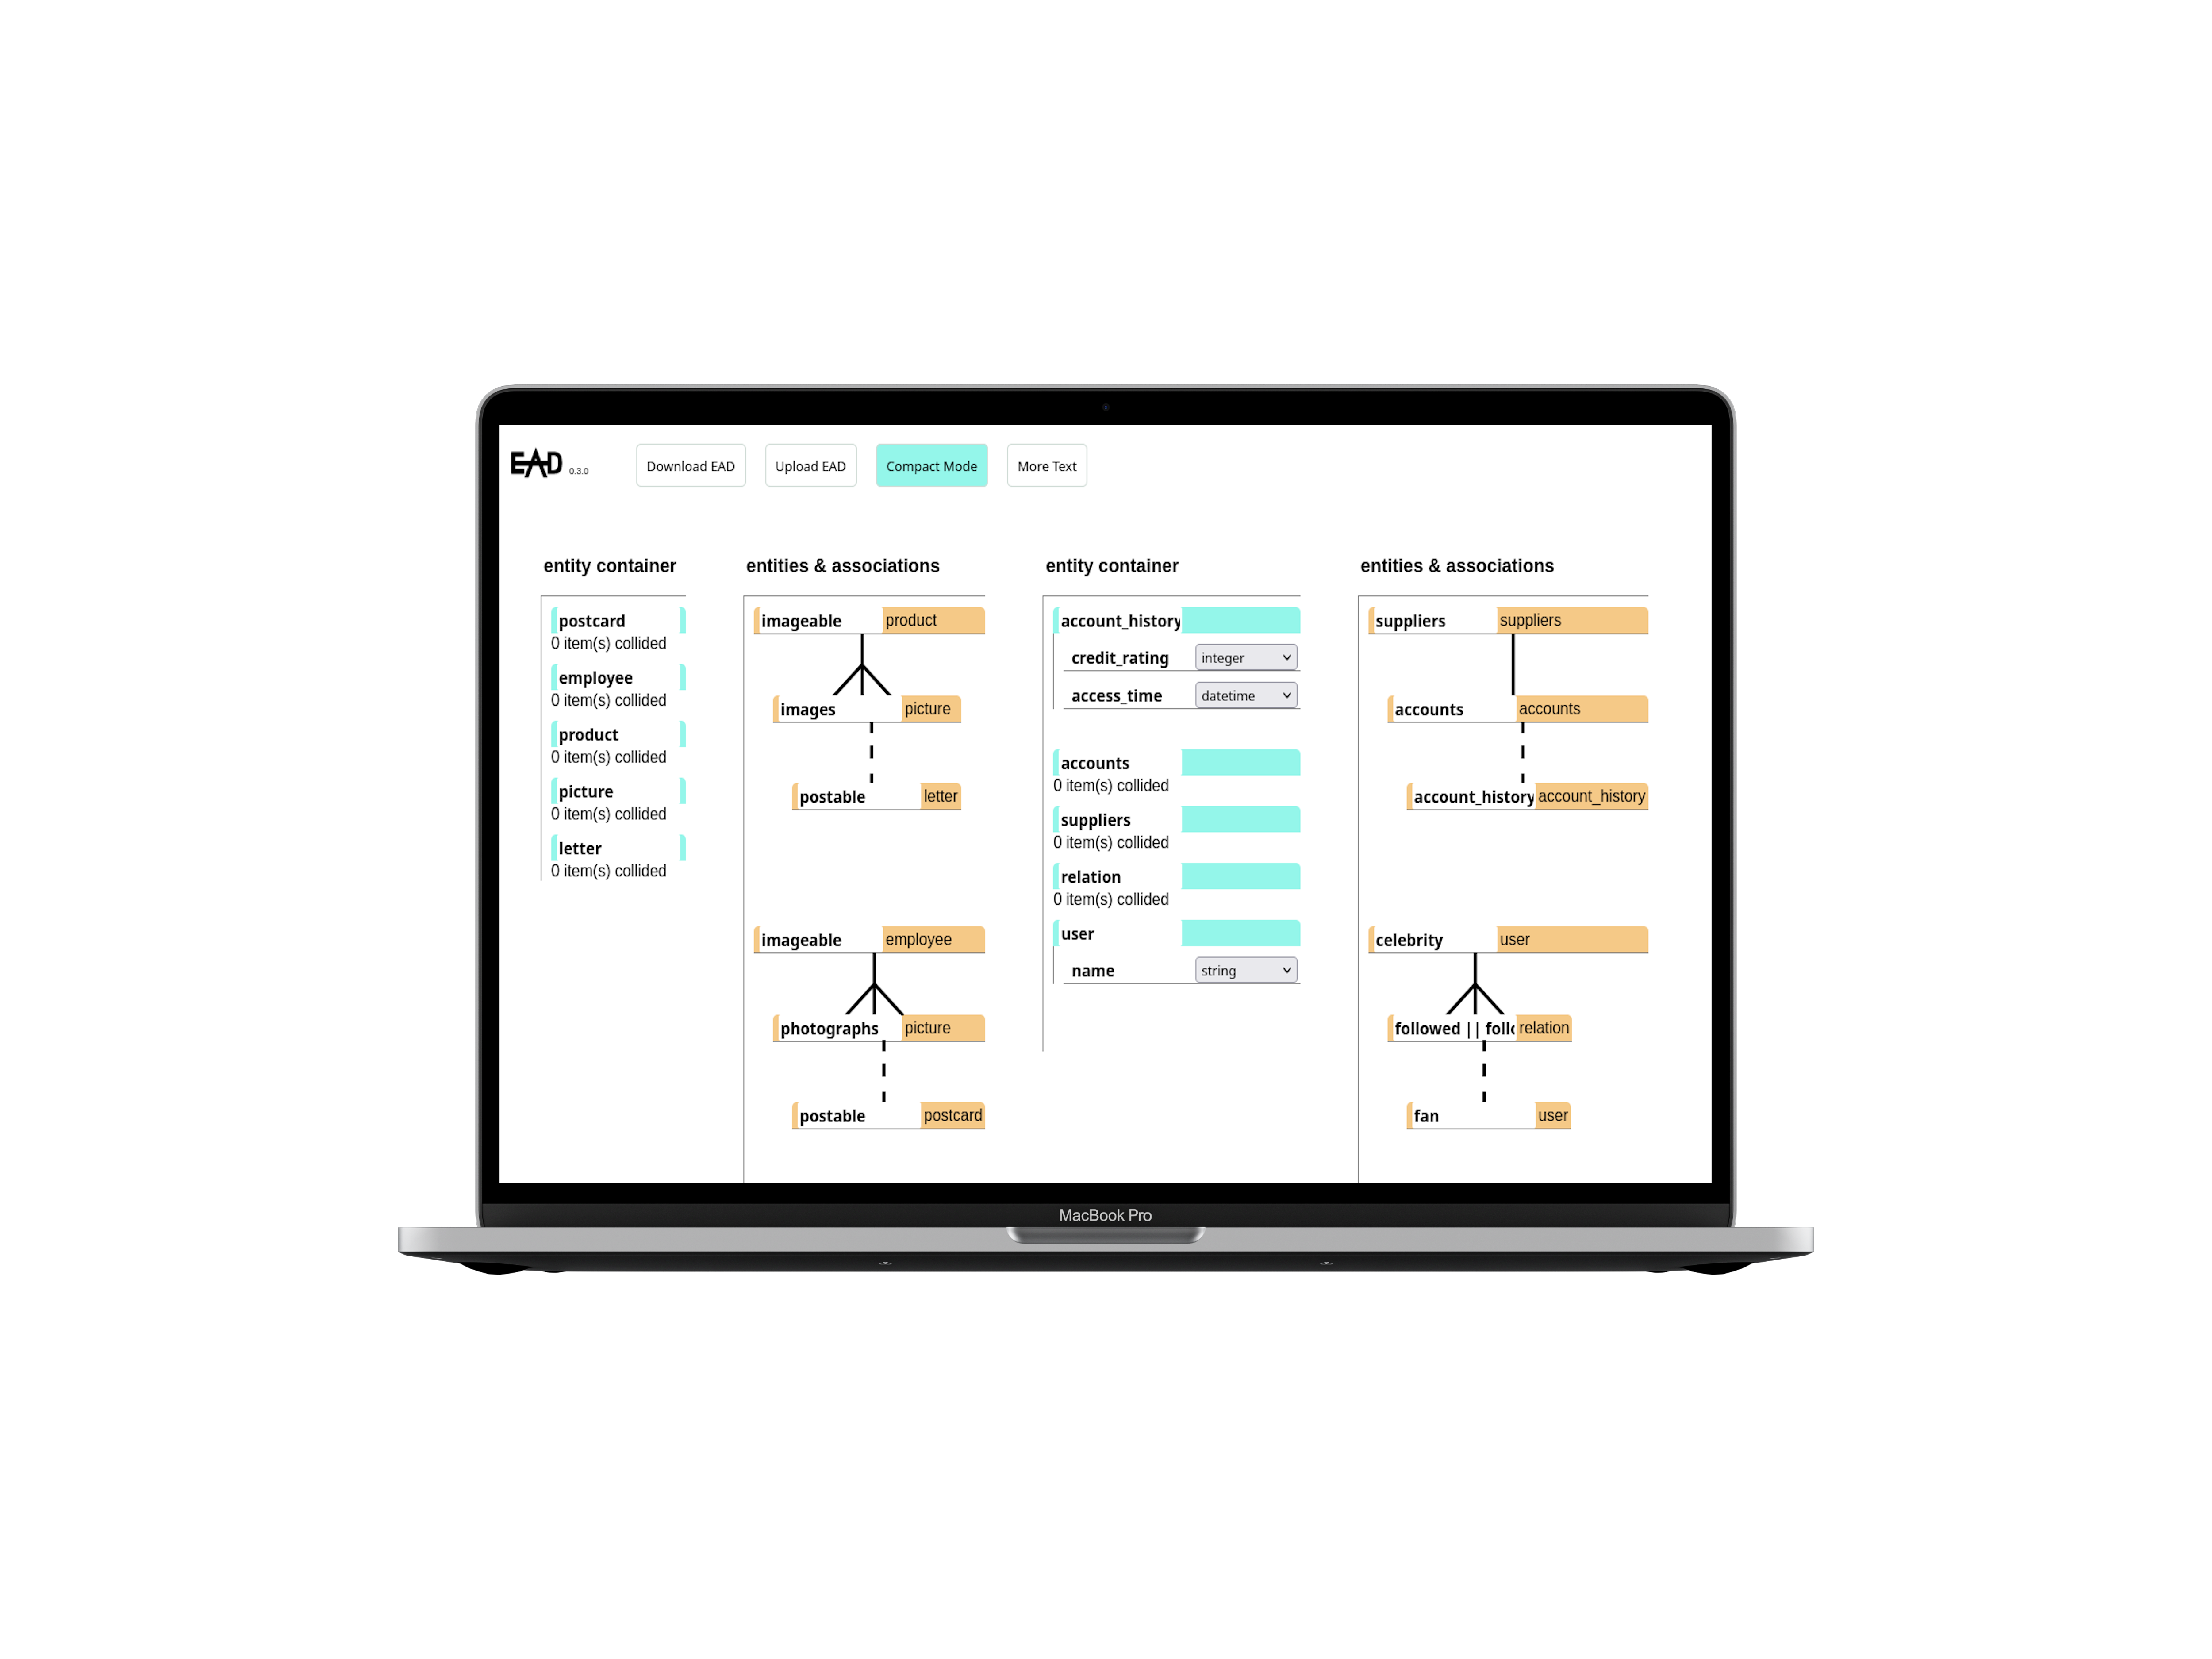 EAD 0.3.0
Download EAD
Upload EAD
Compact Mode
More Text
entity container
postcard
0 item(s) collided
employee
0 item(s) collided
product
0 item(s) collided
picture
0 item(s) collided
letter
0 item(s) collided
entities & associations
imageable product
images picture
postable letter
imageable employee
photographs picture
postable postcard
entity container
account_history
credit_rating integer
access_time datetime
accounts
0 item(s) collided
suppliers
0 item(s) collided
relation
0 item(s) collided
user
name string
entities & associations
suppliers suppliers
accounts accounts
account_history account_history
celebrity user
followed || follo relation
fan user
MacBook Pro